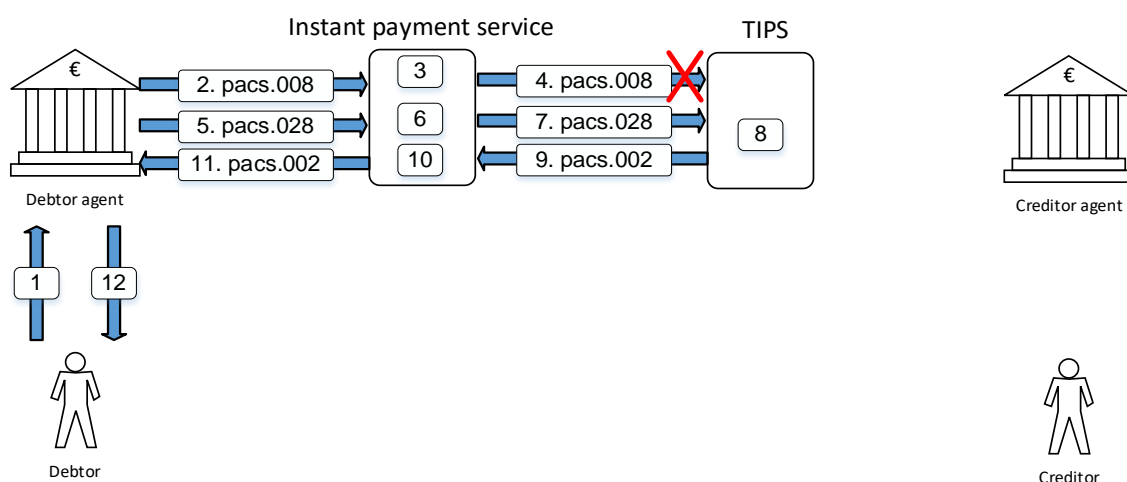 Instant payment service
TIPS
€
2. pacs.008
3
4. pacs.008
€
5. pacs.028
6
7. pacs.028
8
11. pacs.002
10
9. pacs.002
Debtor agent
Creditor agent
1
12
Debtor
Creditor